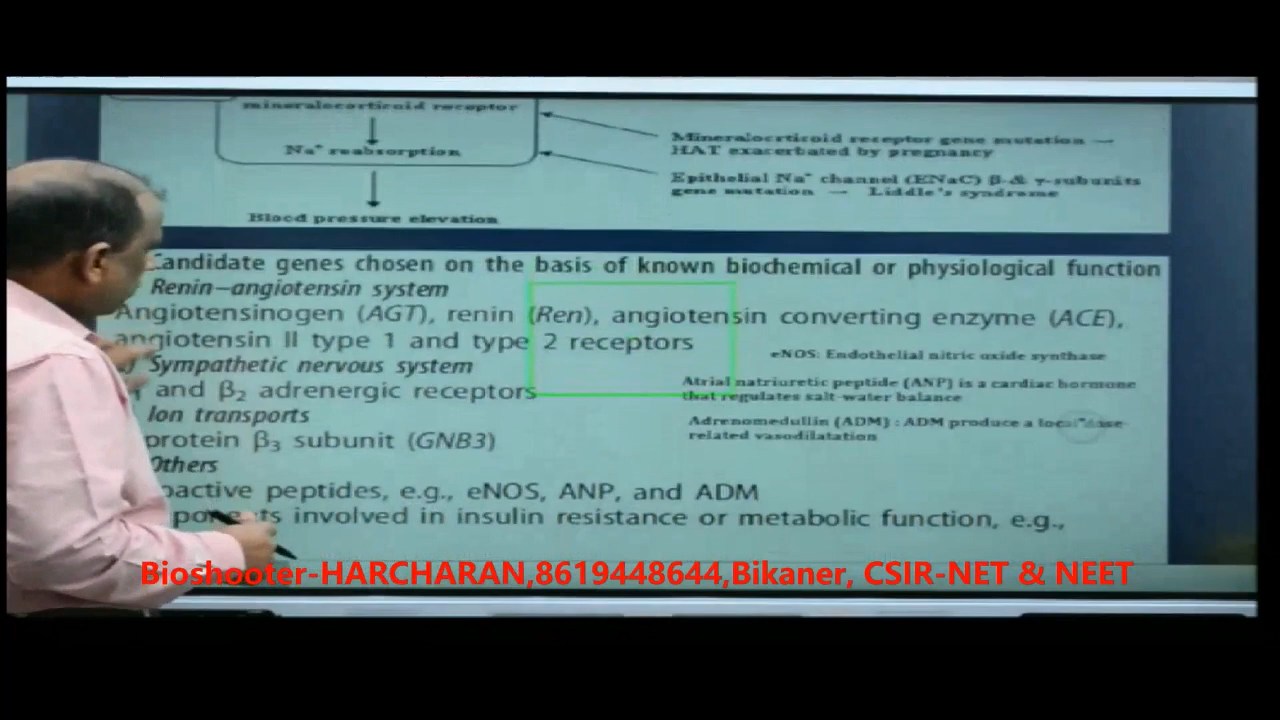 mineralocorticoid receptor
Na⁺ reabsorption
Blood pressure elevation
Mineralocrticoid receptor gene mutation →
HAT exacerbated by pregnancy
Epithelial Na⁺ channel (ENaC) β-& γ-subunits
gene mutation → Liddle's syndrome
Candidate genes chosen on the basis of known biochemical or physiological function
Renin–angiotensin system
Angiotensinogen (AGT), renin (Ren), angiotensin converting enzyme (ACE),
angiotensin II type 1 and type 2 receptors
eNOS: Endothelial nitric oxide synthase
Sympathetic nervous system
and β₂ adrenergic receptors
Atrial natriuretic peptide (ANP) is a cardiac hormone
that regulates salt-water balance
Ion transports
Adrenomedullin (ADM) : ADM produce a
related vasodilatation
protein β₃ subunit (GNB3)
Others
peptides, e.g., eNOS, ANP, and ADM
involved in insulin resistance or metabolic function, e.g.,
Bioshooter-HARCHARAN,8619448644,Bikaner, CSIR-NET & NEET